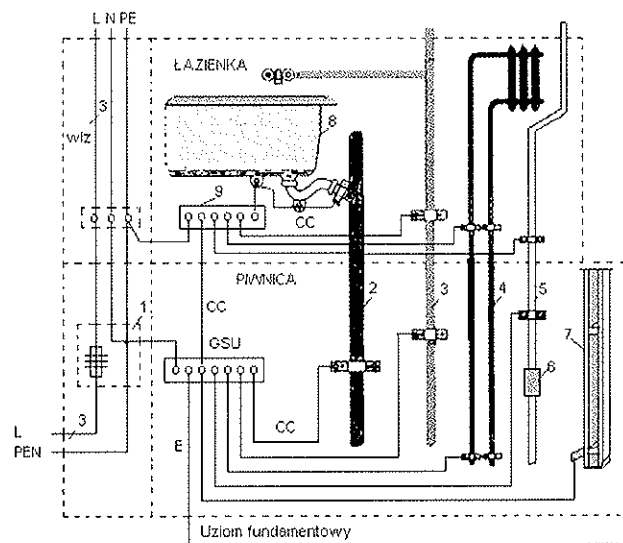 L N PE
ŁAZIENKA
3
wlz
8
9
CC
PIWNICA
1
CC
2
3
4
5
7
GSU
6
CC
L
3
PEN
E
Uziom fundamentowy